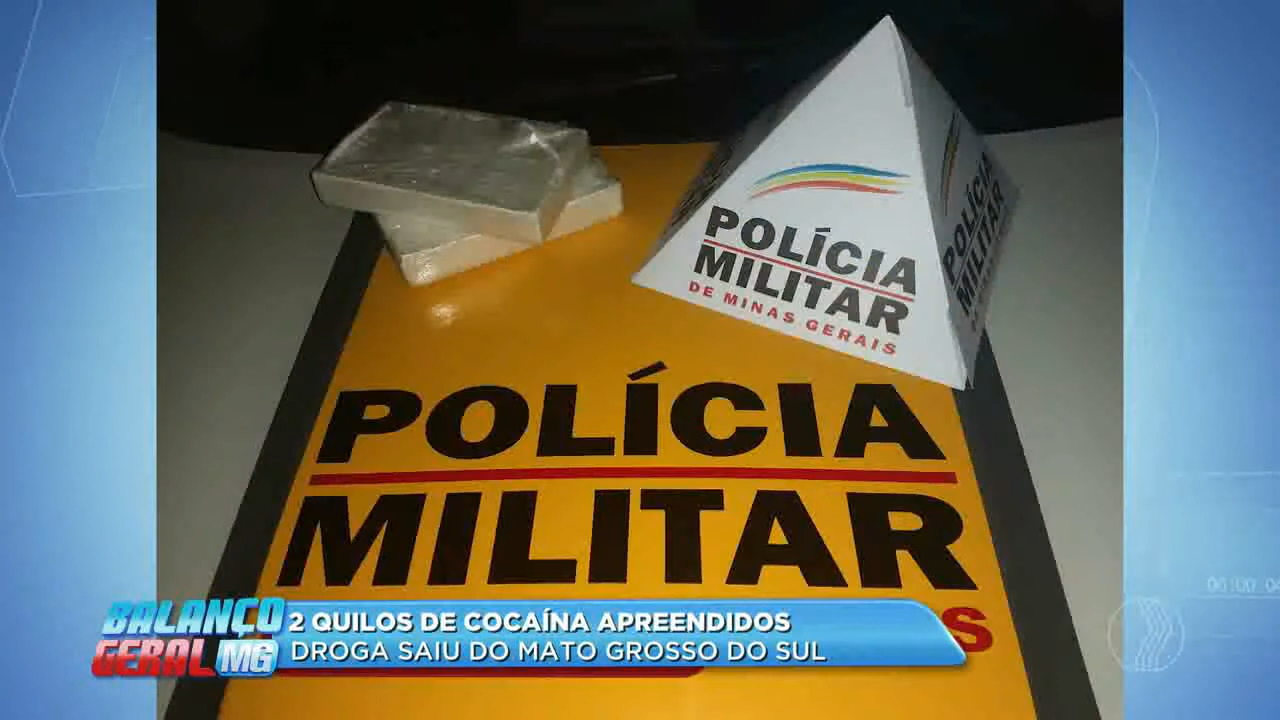 POLÍCIA
MILITAR
DE MINAS GERAIS
POLÍCIA
MILITAR
POLÍCIA
MILITAR
S
BALANÇO
GERAL MG
2 QUILOS DE COCAÍNA APREENDIDOS
DROGA SAIU DO MATO GROSSO DO SUL